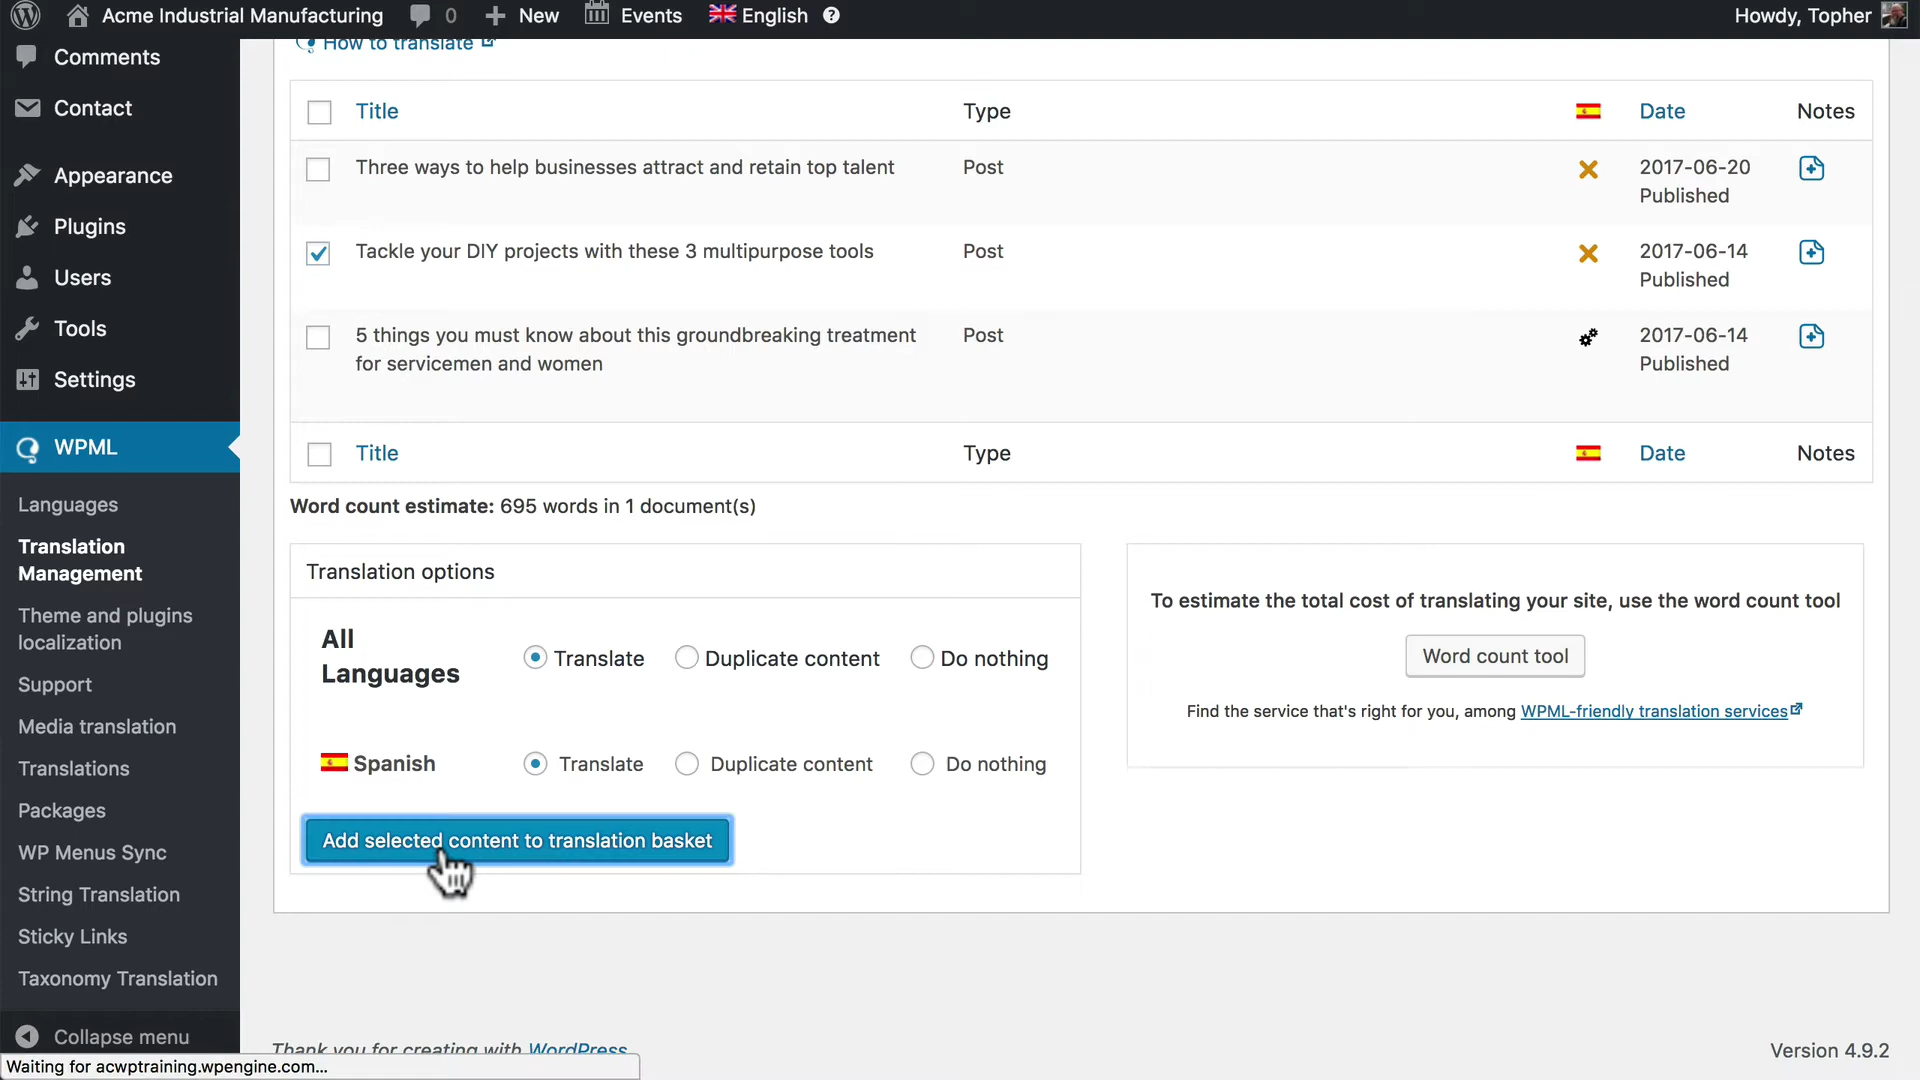 Acme Industrial Manufacturing 0 New Events English Howdy, Topher
Comments
Contact
Appearance
Plugins
Users
Tools
Settings
WPML
Languages
Translation
Management
Theme and plugins
localization
Support
Media translation
Translations
Packages
WP Menus Sync
String Translation
Sticky Links
Taxonomy Translation
Collapse menu
How to translate
Title Type Date Notes
Three ways to help businesses attract and retain top talent Post 2017-06-20
Published
Tackle your DIY projects with these 3 multipurpose tools Post 2017-06-14
Published
5 things you must know about this groundbreaking treatment Post 2017-06-14
for servicemen and women Published
Title Type Date Notes
Word count estimate: 695 words in 1 document(s)
Translation options
All
Languages
Translate Duplicate content Do nothing
Spanish Translate Duplicate content Do nothing
Add selected content to translation basket
To estimate the total cost of translating your site, use the word count tool
Word count tool
Find the service that's right for you, among WPML-friendly translation services
Thank you for creating with WordPress
Version 4.9.2
Waiting for acwptraining.wpengine.com...